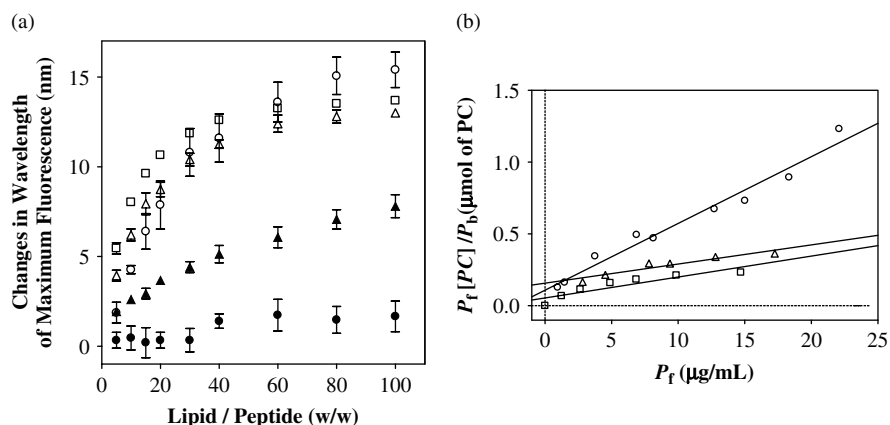 (a)
Changes in Wavelength
of Maximum Fluorescence (nm)
15
10
5
0
0 20 40 60 80 100
Lipid / Peptide (w/w)
(b)
P_f [PC] /P_b (μmol of PC)
1.5
1.0
0.5
0.0
0 5 10 15 20 25
P_f (μg/mL)